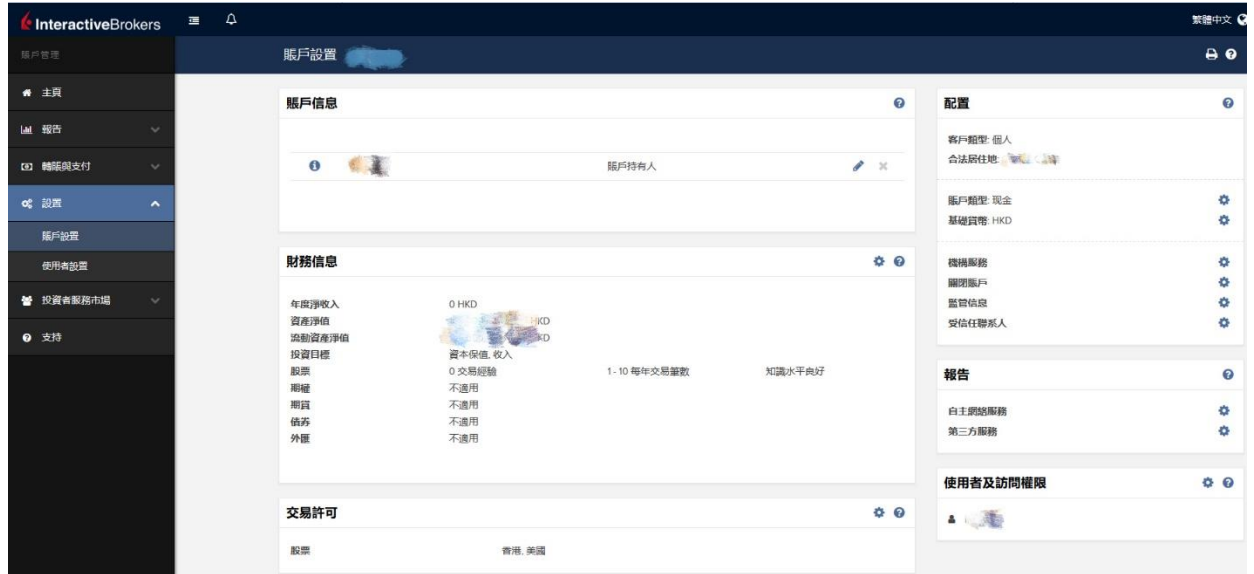 InteractiveBrokers
繁體中文
賬戶管理
主頁
報告
轉賬與支付
設置
賬戶設置
使用者設置
投資者服務市場
支持
賬戶設置
賬戶信息
賬戶持有人
財務信息
年度淨收入 0 HKD
資產淨值 HKD
流動資產淨值 KD
投資目標 資本保值, 收入
股票 0 交易經驗 1 - 10 每年交易筆數 知識水平良好
期權 不適用
期貨 不適用
債券 不適用
外匯 不適用
交易許可
股票 香港, 美國
配置
客戶類型: 個人
合法居住地:
賬戶類型: 现金
基礎貨幣: HKD
機構服務
關閉賬戶
監管信息
受信任聯系人
報告
自主網絡服務
第三方服務
使用者及訪問權限